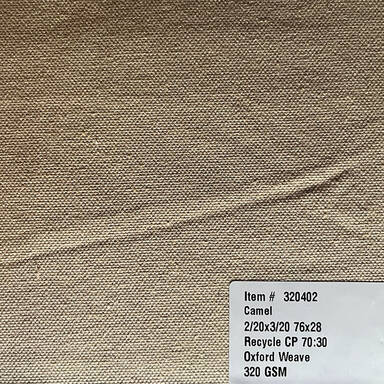 Item # 320402
Camel
2/20x3/20 76x28
Recycle CP 70:30
Oxford Weave
320 GSM